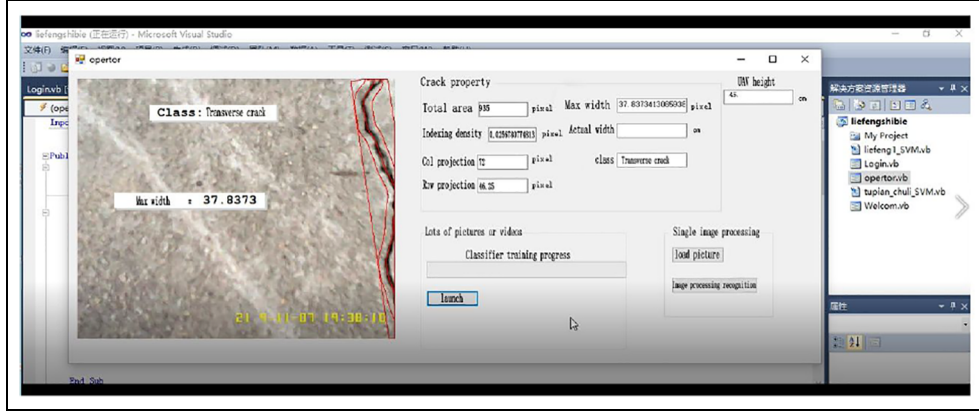 liefengshibie (正在运行) - Microsoft Visual Studio
文件(F)
opertor
Login.vb
Class: Transverse crack
Max width : 37.8373
21 9-11-07 19:38:10
Crack property
Total area 935 pixel
Max width 37.8373413085938 pixel
Indexing density pixel
Actual width cm
Col projection 72 pixel
class Transverse crack
Row projection 46.25 pixel
UAV height
45. cm
Lots of pictures or videos
Classifier training progress
launch
Single image processing
load picture
Image processing recognition
Publ
End Sub
解决方案资源管理器
liefengshibie
My Project
liefeng1_SVM.vb
Login.vb
opertor.vb
tupian_chuli_SVM.vb
Welcom.vb
属性